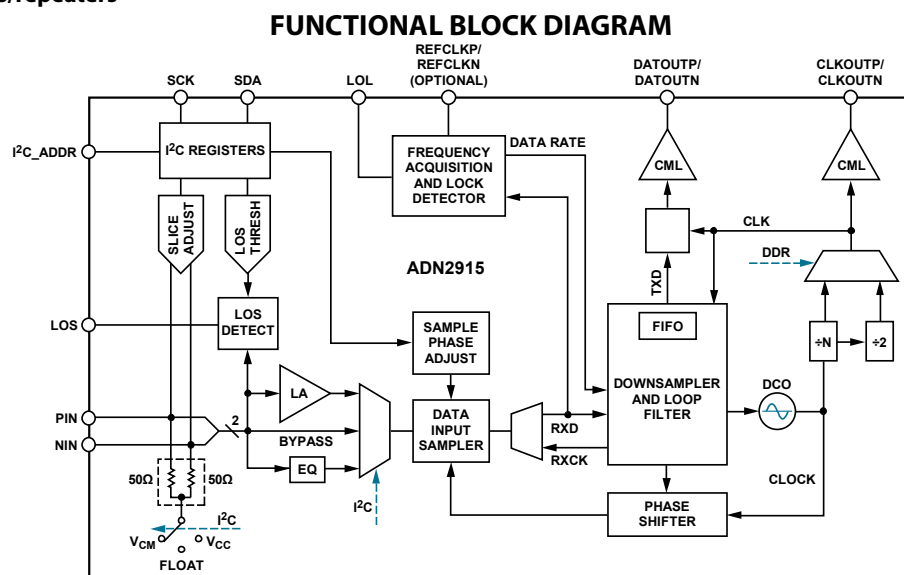 FUNCTIONAL BLOCK DIAGRAM
REFCLKP/
REFCLKN
(OPTIONAL)
SCK
SDA
LOL
DATOUTP/
DATOUTN
CLKOUTP/
CLKOUTN
I²C_ADDR
I²C REGISTERS
FREQUENCY
ACQUISITION
AND LOCK
DETECTOR
DATA RATE
CML
CML
SLICE
ADJUST
LOS
THRESH
CLK
DDR
ADN2915
TXD
LOS
LOS
DETECT
SAMPLE
PHASE
ADJUST
FIFO
÷N
÷2
DOWNSAMPLER
AND LOOP
FILTER
DCO
LA
PIN
NIN
2
BYPASS
EQ
DATA
INPUT
SAMPLER
RXD
RXCK
50Ω
50Ω
I²C
CLOCK
PHASE
SHIFTER
I²C
VCM
VCC
FLOAT